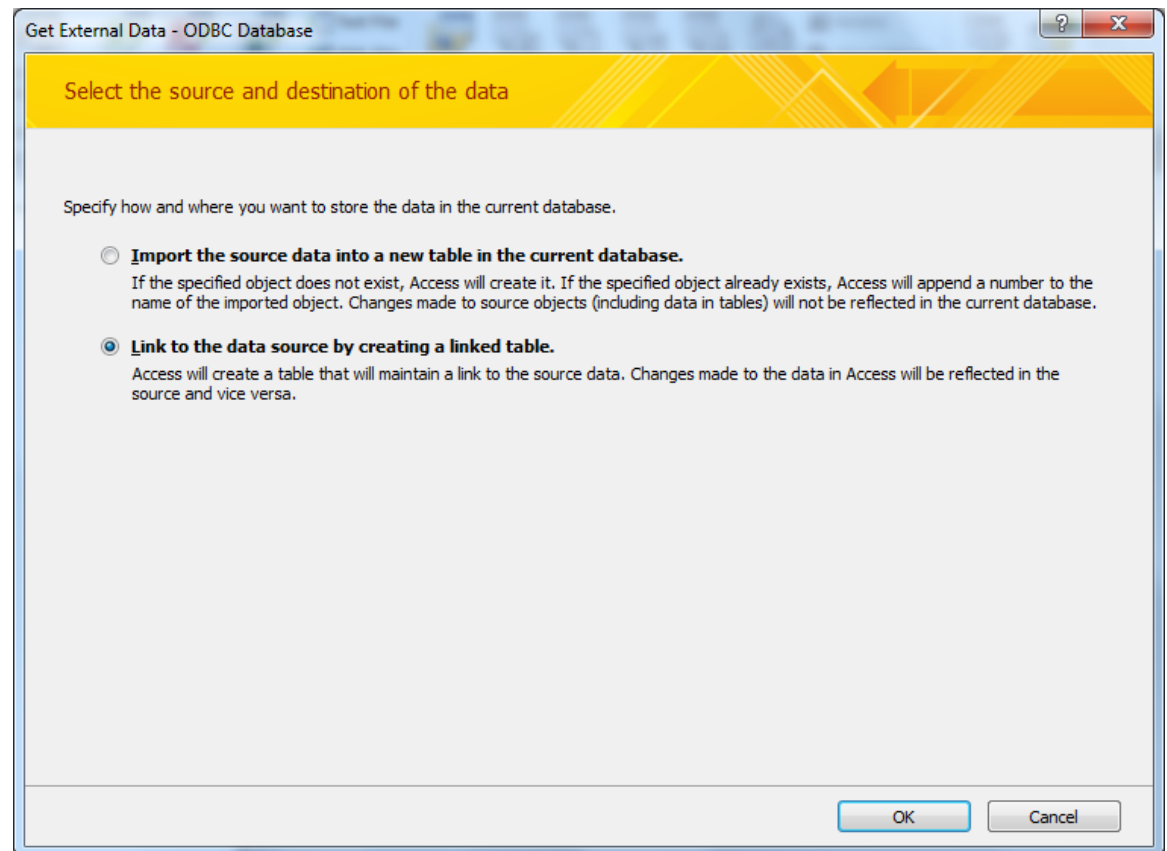 Get External Data - ODBC Database
Select the source and destination of the data
Specify how and where you want to store the data in the current database.
Import the source data into a new table in the current database.
If the specified object does not exist, Access will create it. If the specified object already exists, Access will append a number to the
name of the imported object. Changes made to source objects (including data in tables) will not be reflected in the current database.
Link to the data source by creating a linked table.
Access will create a table that will maintain a link to the source data. Changes made to the data in Access will be reflected in the
source and vice versa.
OK Cancel